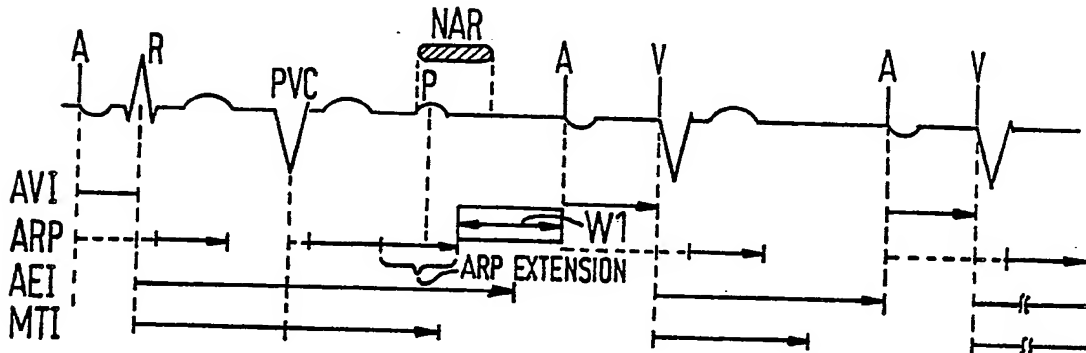 NAR
A R PVC P A V A V
AVI
ARP W1
ARP EXTENSION
AEI
MTI